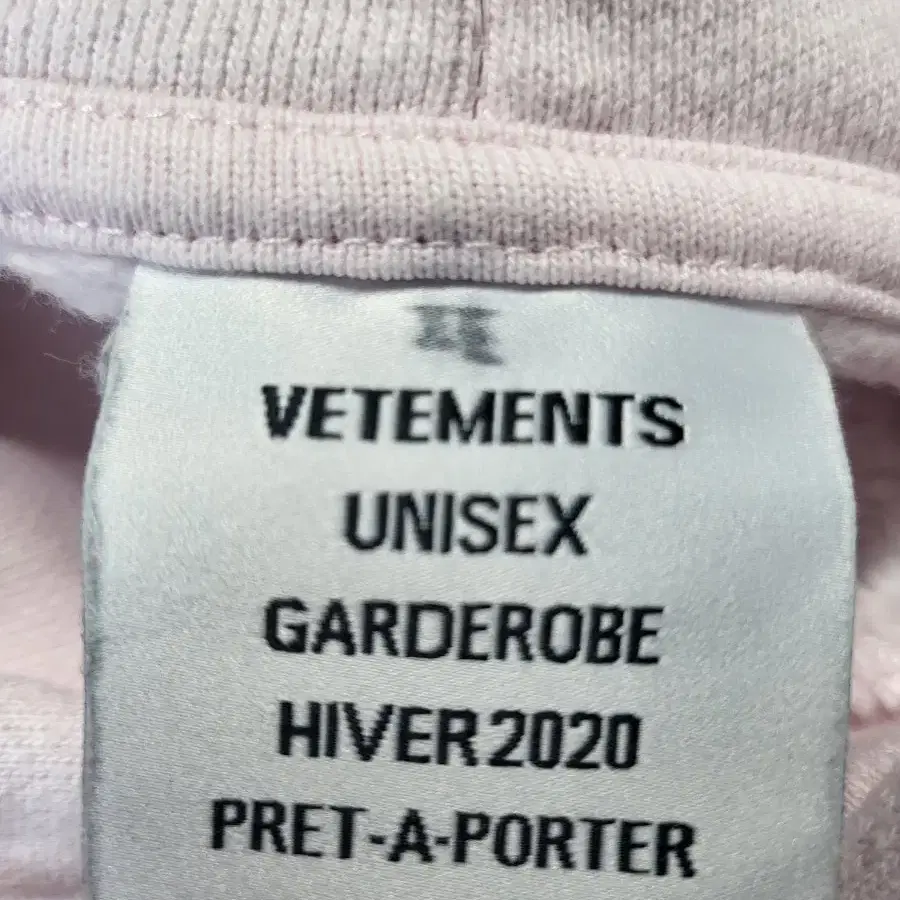 VETEMENTS
UNISEX
GARDEROBE
HIVER 2020
PRET-A-PORTER